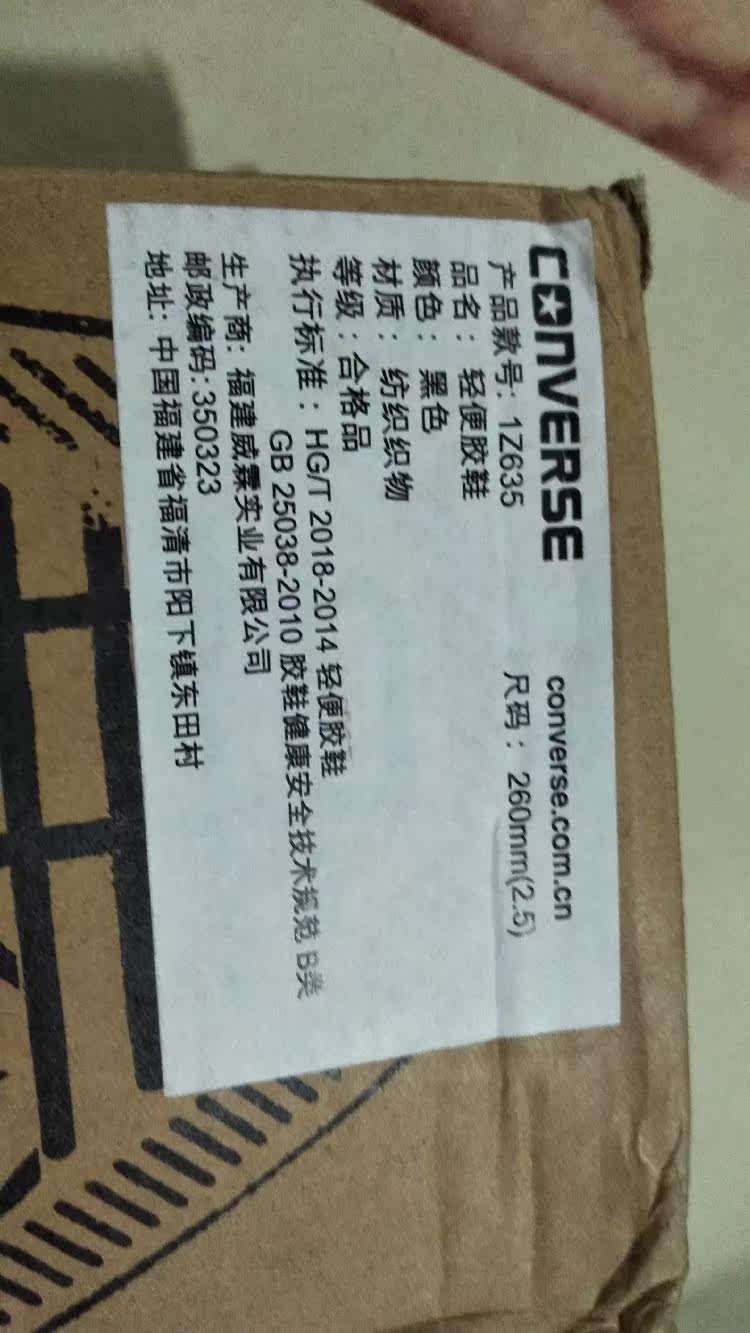 CONVERSE
converse.com.cn
产品款号: 1Z635
尺码: 260mm(2.5)
品名: 轻便胶鞋
颜色: 黑色
材质: 纺织织物
等级: 合格品
执行标准: HG/T 2018-2014 轻便胶鞋
GB 25038-2010 胶鞋健康安全技术规范 B类
生产商: 福建威霖实业有限公司
邮政编码: 350323
地址: 中国福建省福清市阳下镇东田村